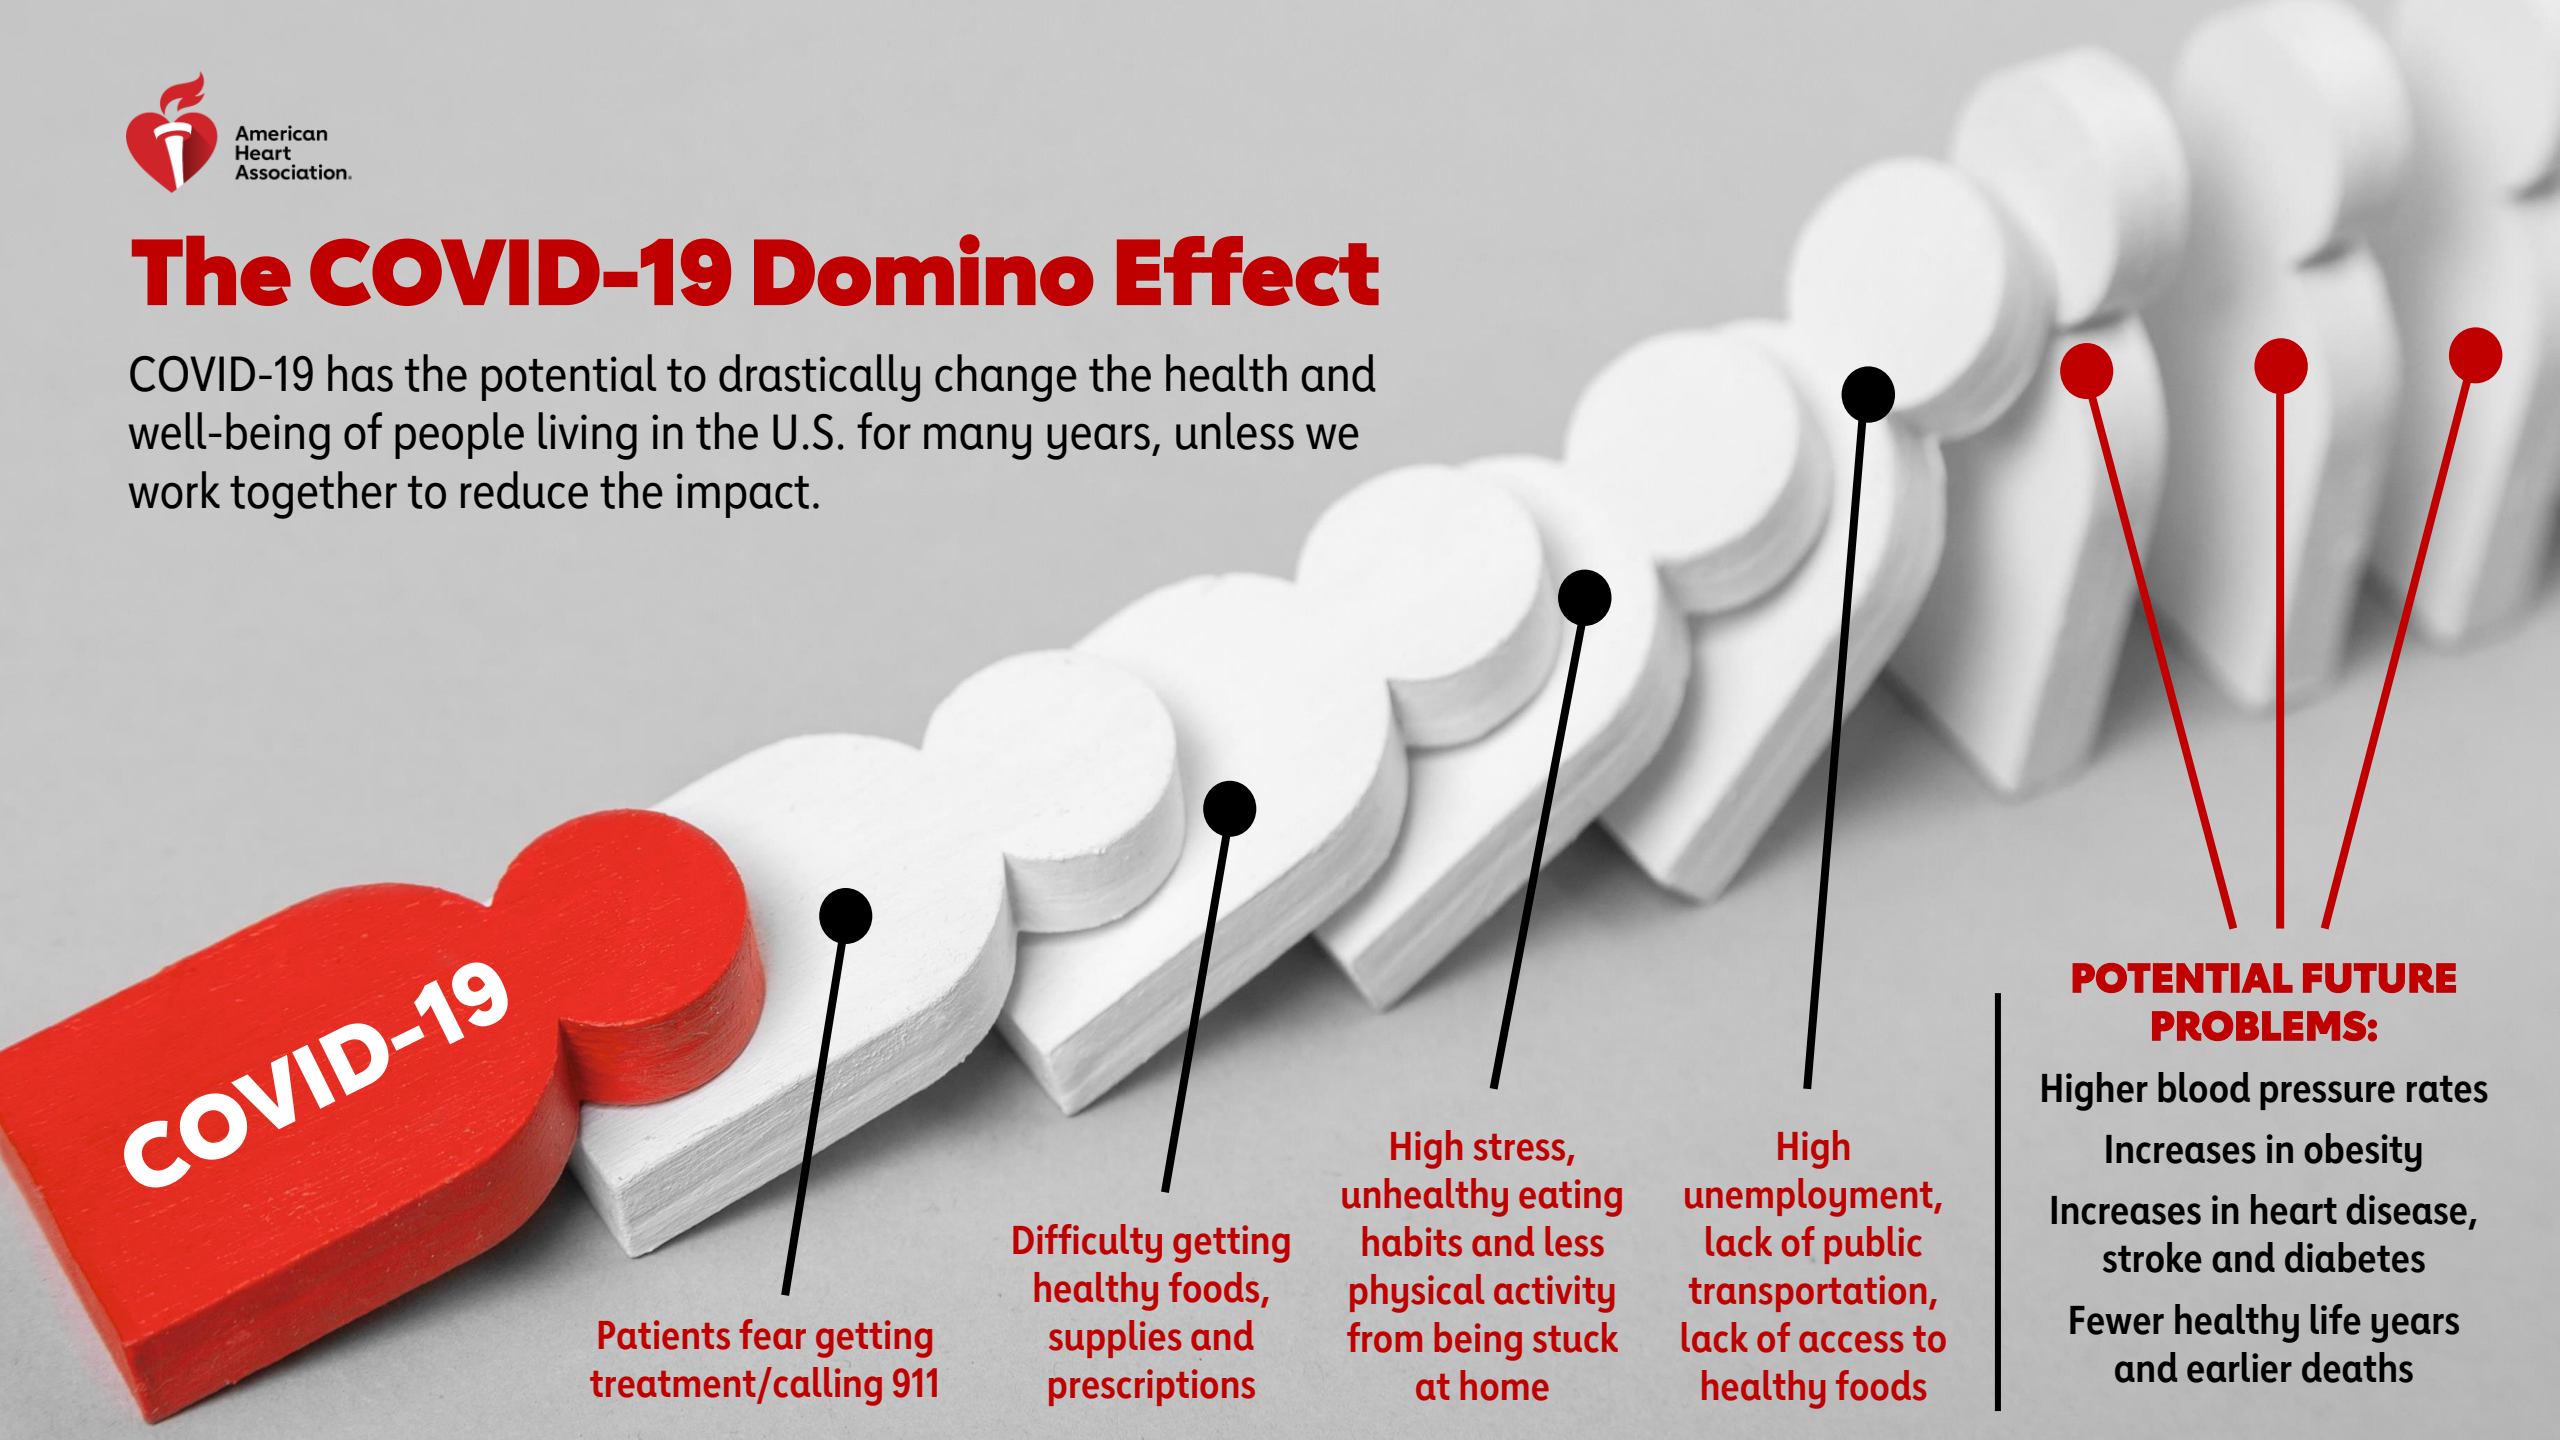 American
Heart
Association.
The COVID-19 Domino Effect
COVID-19 has the potential to drastically change the health and
well-being of people living in the U.S. for many years, unless we
work together to reduce the impact.
COVID-19
Patients fear getting
treatment/calling 911
Difficulty getting
healthy foods,
supplies and
prescriptions
High stress,
unhealthy eating
habits and less
physical activity
from being stuck
at home
High
unemployment,
lack of public
transportation,
lack of access to
healthy foods
POTENTIAL FUTURE
PROBLEMS:
Higher blood pressure rates
Increases in obesity
Increases in heart disease,
stroke and diabetes
Fewer healthy life years
and earlier deaths